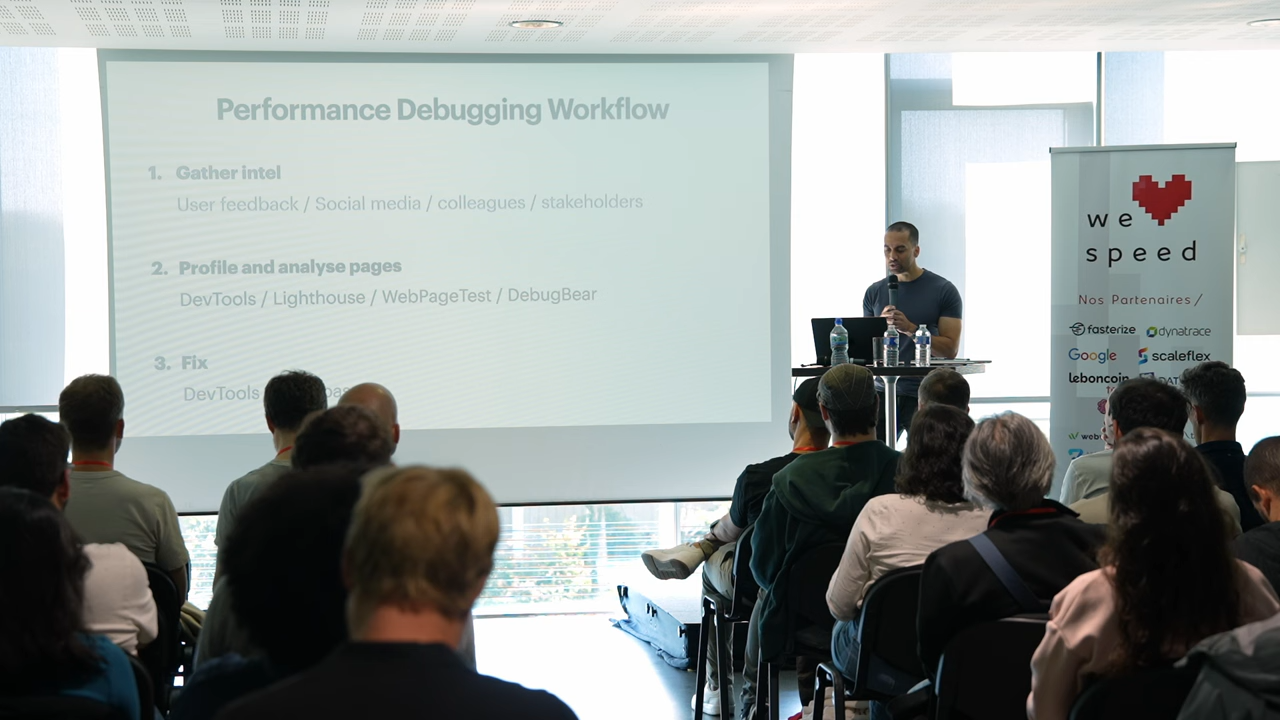 Performance Debugging Workflow
1. Gather intel
User feedback / Social media / colleagues / stakeholders
2. Profile and analyse pages
DevTools / Lighthouse / WebPageTest / DebugBear
3. Fix
DevTools
we
speed
Nos Partenaires/
fasterize
dynatrace
Google
scaleflex
leboncoin